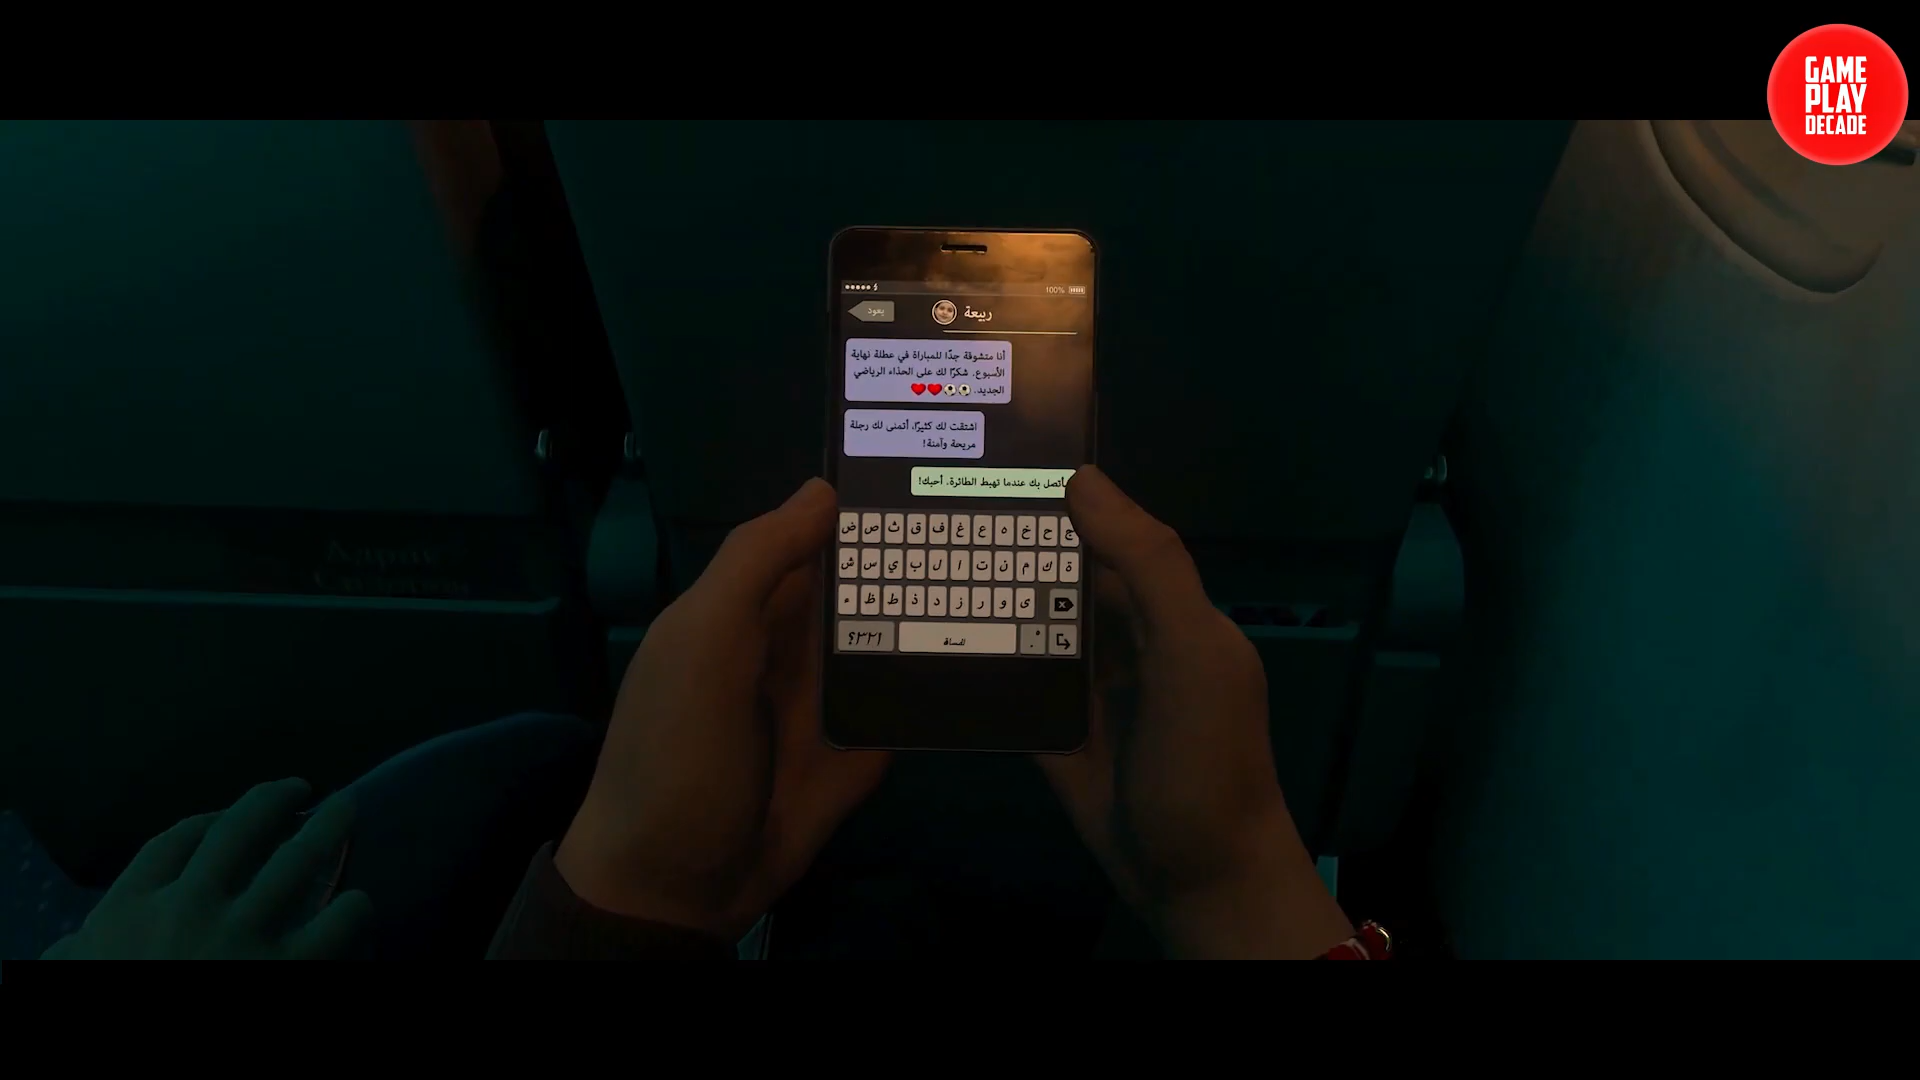 GAME
PLAY
DECADE
100%
يعود
ربيعة
أنا متشوقة جدًا للمباراة في عطلة نهاية
الأسبوع. شكرًا لك على الحذاء الرياضي
الجديد. ⚽⚽❤❤
اشتقت لك كثيرًا، أتمنى لك رحلة
مريحة وآمنة!
أتصل بك عندما تهبط الطائرة. أحبك!
ض ص ث ق ف غ ع ه خ ح ج
ش س ي ب ل ا ت ن م ك ة
ء ظ ط ذ د ز ر و ى
؟٣٢١
.